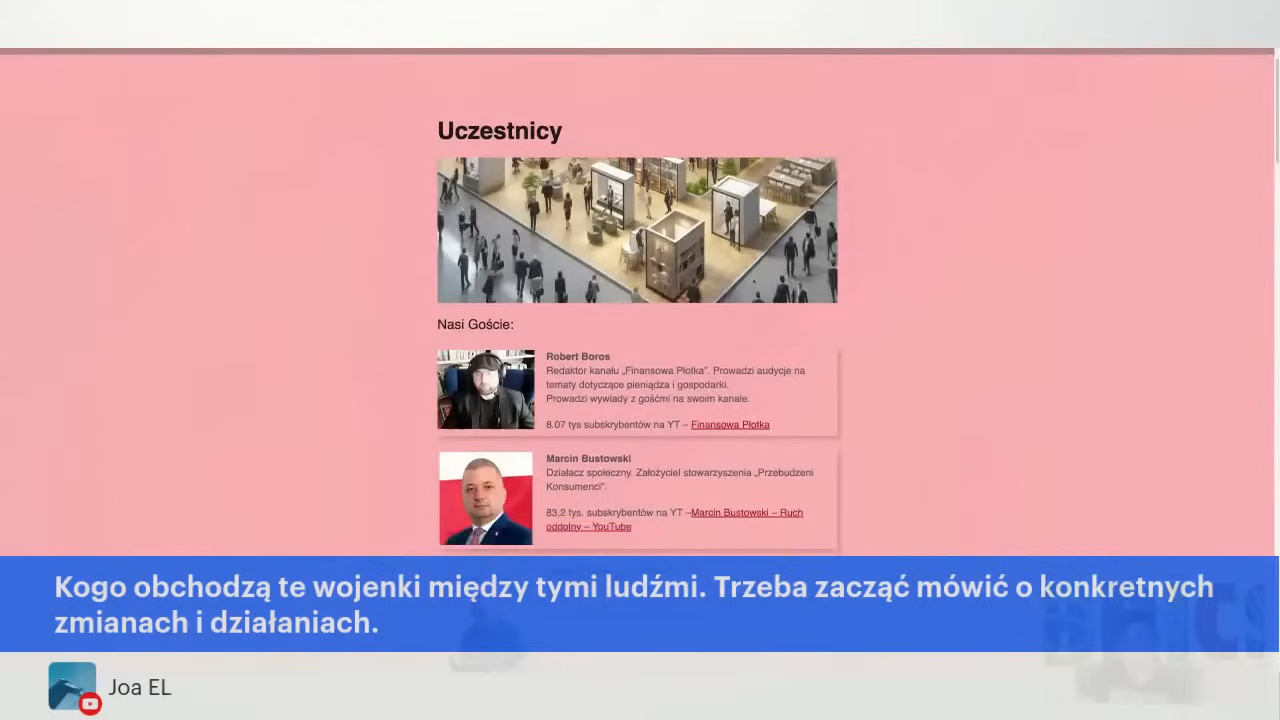 Uczestnicy
Nasi Goście:
Robert Boros
Redaktor kanału „Finansowa Płotka”. Prowadzi audycje na
tematy dotyczące pieniądza i gospodarki.
Prowadzi wywiady z gośćmi na swoim kanale.
8.07 tys subskrybentów na YT – Finansowa Płotka
Marcin Bustowski
Działacz społeczny. Założyciel stowarzyszenia „Przebudzeni
Konsumenci”.
83,2 tys. subskrybentów na YT –Marcin Bustowski – Ruch
oddolny – YouTube
Kogo obchodzą te wojenki między tymi ludźmi. Trzeba zacząć mówić o konkretnych
zmianach i działaniach.
Joa EL